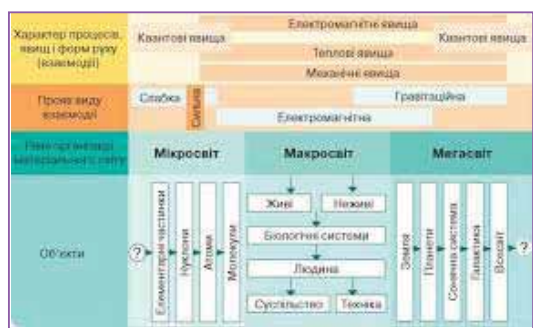 Електромагнітні явища
Характер процесів,
явищ і форм руху
(взаємодії)
Квантові явища
Квантові явища
Теплові явища
Механічні явища
Прояв виду
взаємодії
Слабка
Сильна
Гравітаційна
Електромагнітна
Рівні організації
матеріального світу
Мікросвіт
Макросвіт
Мегасвіт
Об'єкти
?
Елементарні частинки
Нуклони
Атоми
Молекули
Живі
Неживі
Біологічні системи
Людина
Суспільство
Техніка
Земля
Планети
Сонячна система
Галактика
Всесвіт
?